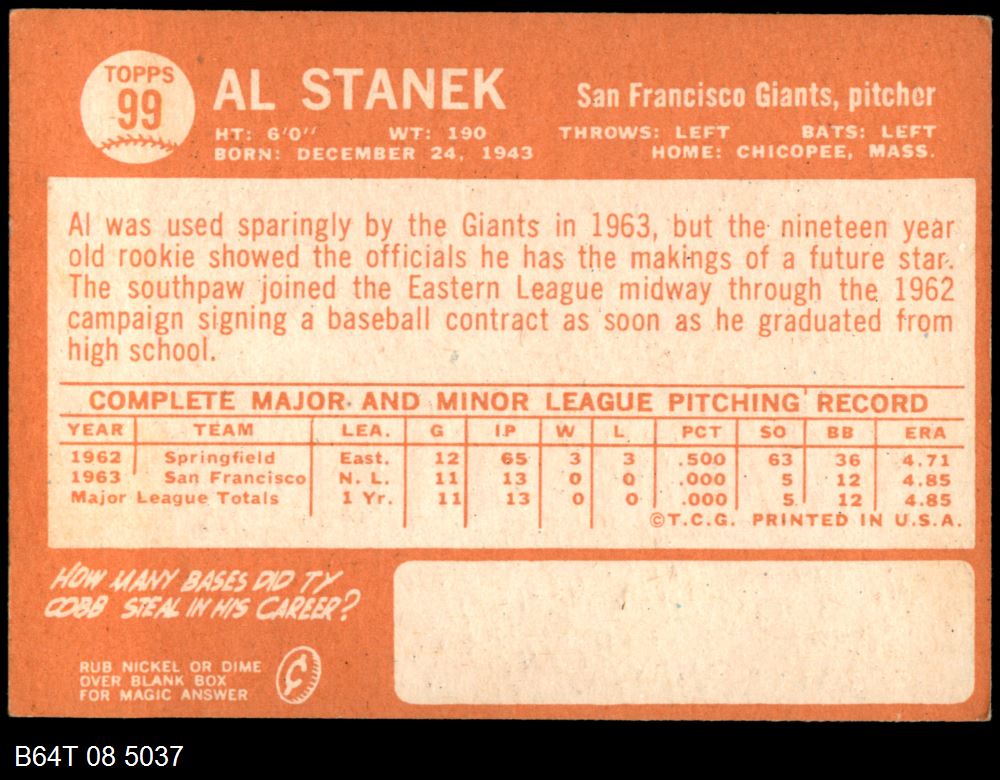 TOPPS
99
AL STANEK
San Francisco Giants, pitcher
HT: 6'0" WT: 190 THROWS: LEFT BATS: LEFT
BORN: DECEMBER 24, 1943 HOME: CHICOPEE, MASS.
Al was used sparingly by the Giants in 1963, but the nineteen year
old rookie showed the officials he has the makings of a future star.
The southpaw joined the Eastern League midway through the 1962
campaign signing a baseball contract as soon as he graduated from
high school.
COMPLETE MAJOR AND MINOR LEAGUE PITCHING RECORD
YEAR TEAM LEA. G IP W L PCT SO BB ERA
1962 Springfield East. 12 65 3 3 .500 63 36 4.71
1963 San Francisco N. L. 11 13 0 0 .000 5 12 4.85
Major League Totals 1 Yr. 11 13 0 0 .000 5 12 4.85
©T.C.G. PRINTED IN U.S.A.
HOW MANY BASES DID TY
COBB STEAL IN HIS CAREER?
RUB NICKEL OR DIME
OVER BLANK BOX
FOR MAGIC ANSWER
¢
B64T 08 5037